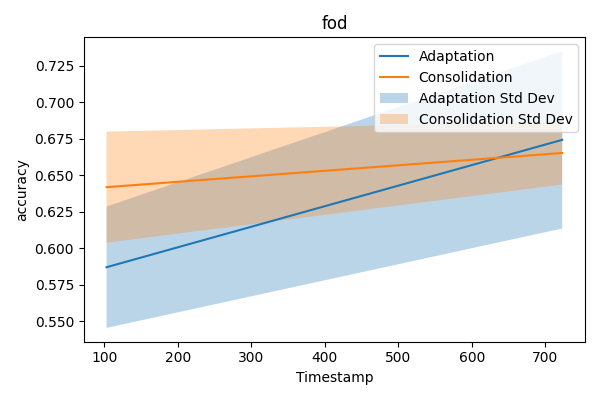 fod
Adaptation
Consolidation
Adaptation Std Dev
Consolidation Std Dev
accuracy
0.725
0.700
0.675
0.650
0.625
0.600
0.575
0.550
100
200
300
400
500
600
700
Timestamp